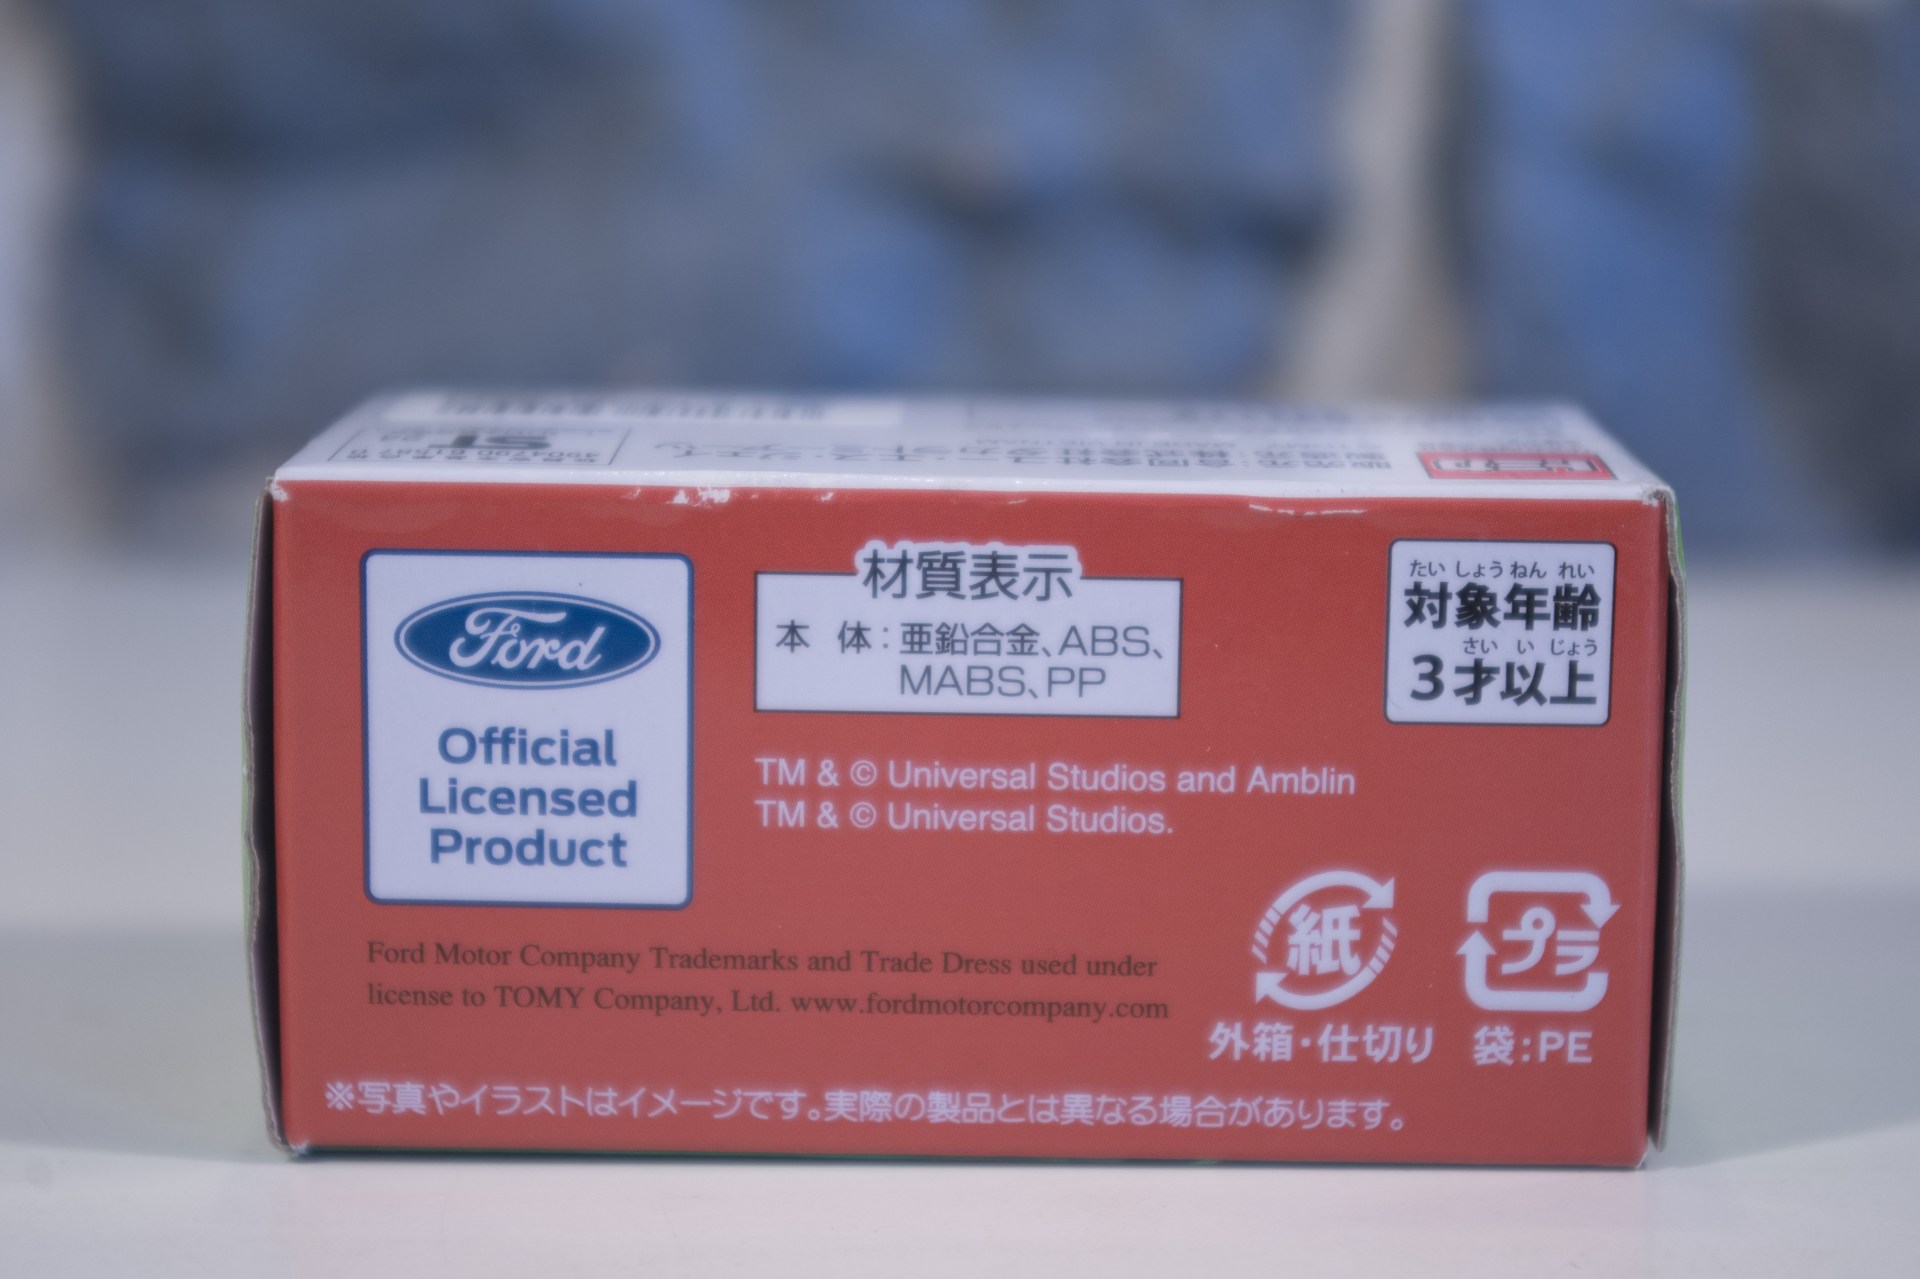 Ford
Official
Licensed
Product
材質表示
本 体：亜鉛合金、ABS、
MABS、PP
たいしょうねんれい
対象年齢
さいいじょう
3才以上
TM & © Universal Studios and Amblin
TM & © Universal Studios.
Ford Motor Company Trademarks and Trade Dress used under
license to TOMY Company, Ltd. www.fordmotorcompany.com
紙
外箱・仕切り
プラ
袋：PE
※写真やイラストはイメージです。実際の製品とは異なる場合があります。